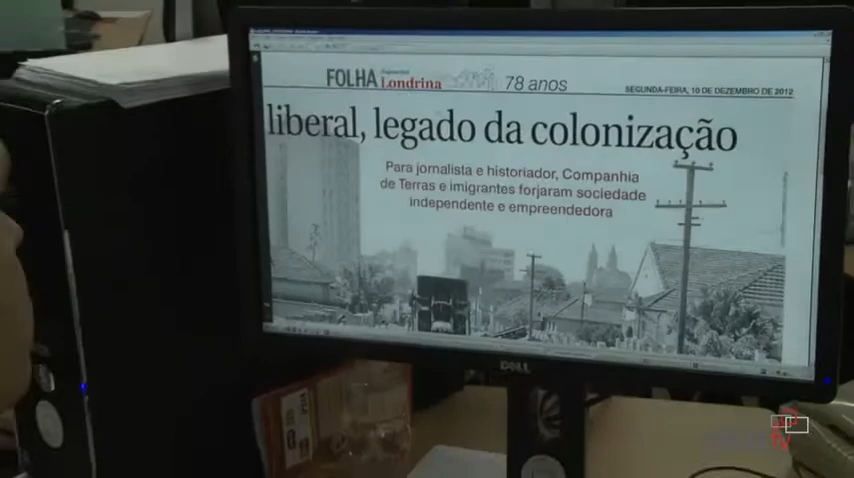 FOLHA
Londrina
78 anos
SEGUNDA-FEIRA, 10 DE DEZEMBRO DE 2012
liberal, legado da colonização
Para jornalista e historiador, Companhia
de Terras e imigrantes forjaram sociedade
independente e empreendedora
DELL
tv